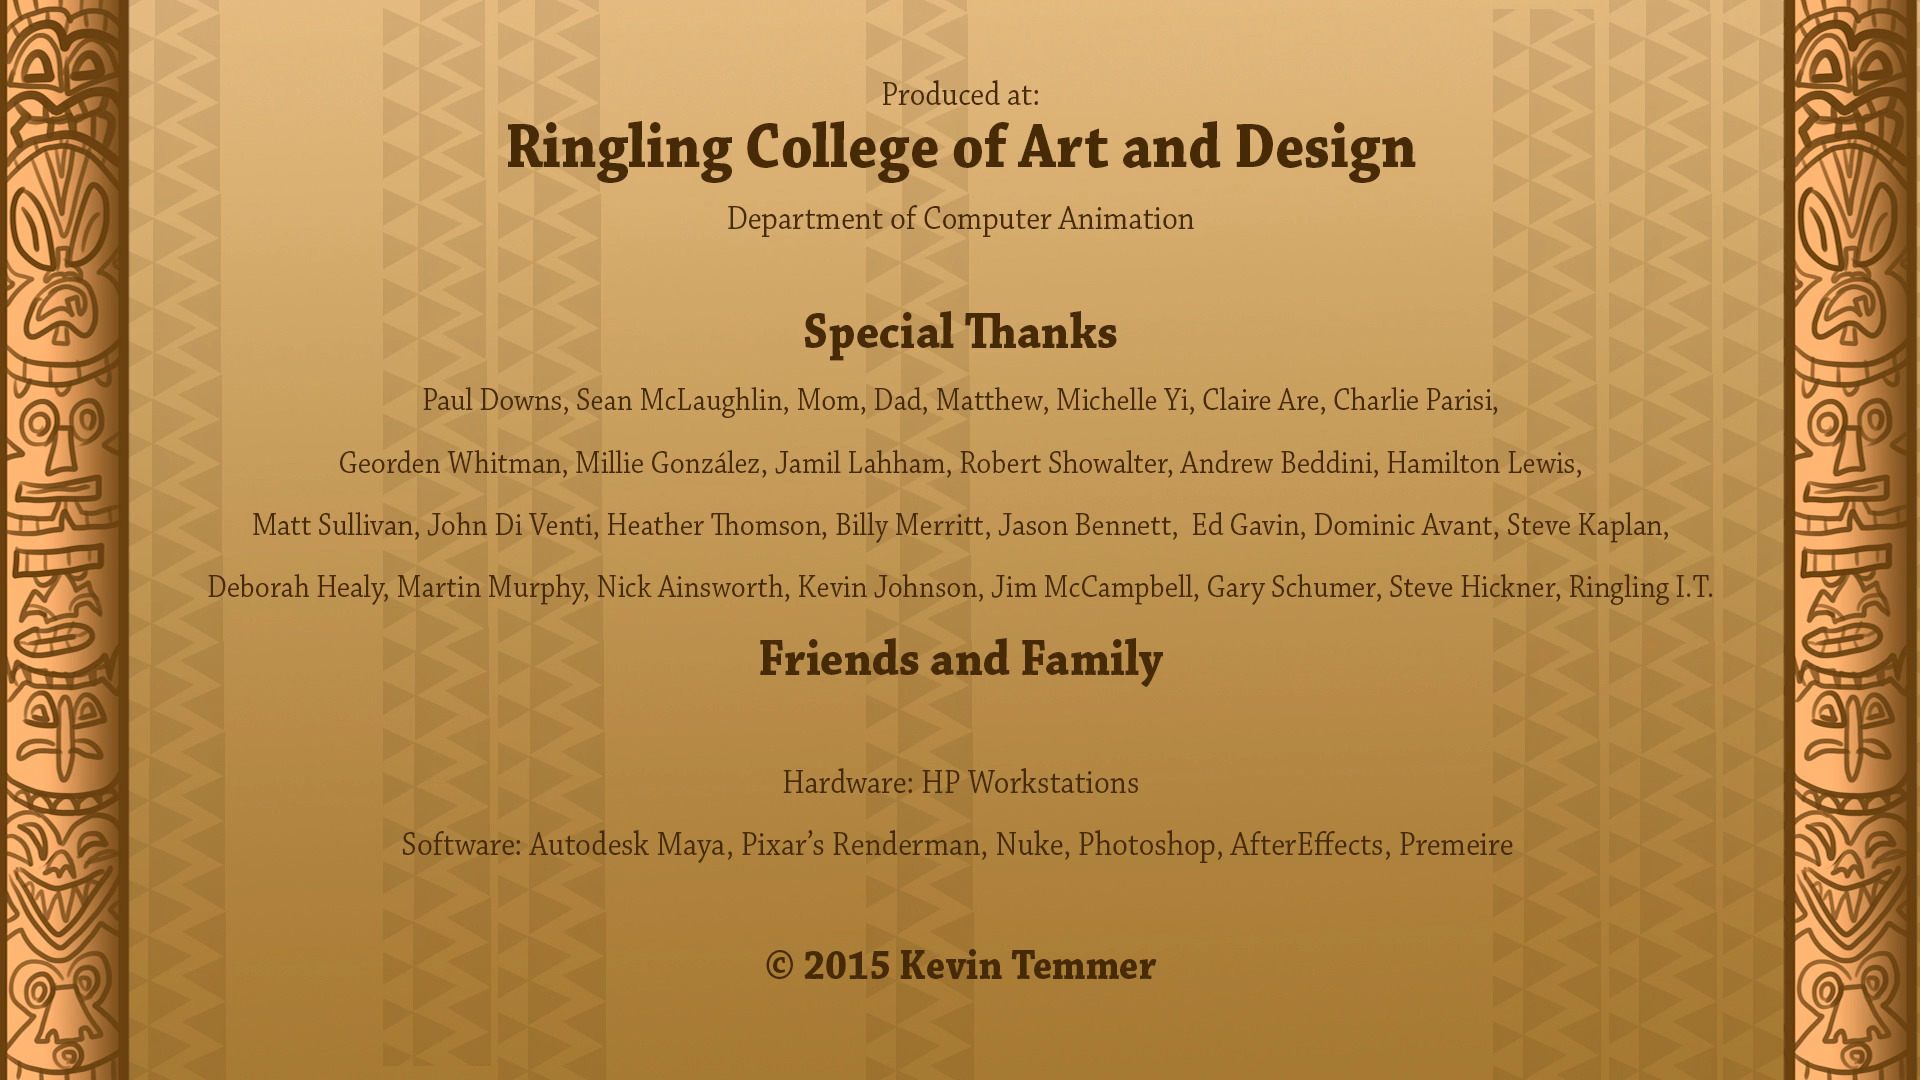 Produced at:
Ringling College of Art and Design
Department of Computer Animation
Special Thanks
Paul Downs, Sean McLaughlin, Mom, Dad, Matthew, Michelle Yi, Claire Are, Charlie Parisi,
Georden Whitman, Millie González, Jamil Lahham, Robert Showalter, Andrew Beddini, Hamilton Lewis,
Matt Sullivan, John Di Venti, Heather Thomson, Billy Merritt, Jason Bennett,  Ed Gavin, Dominic Avant, Steve Kaplan,
Deborah Healy, Martin Murphy, Nick Ainsworth, Kevin Johnson, Jim McCampbell, Gary Schumer, Steve Hickner, Ringling I.T.
Friends and Family
Hardware: HP Workstations
Software: Autodesk Maya, Pixar’s Renderman, Nuke, Photoshop, AfterEffects, Premeire
© 2015 Kevin Temmer